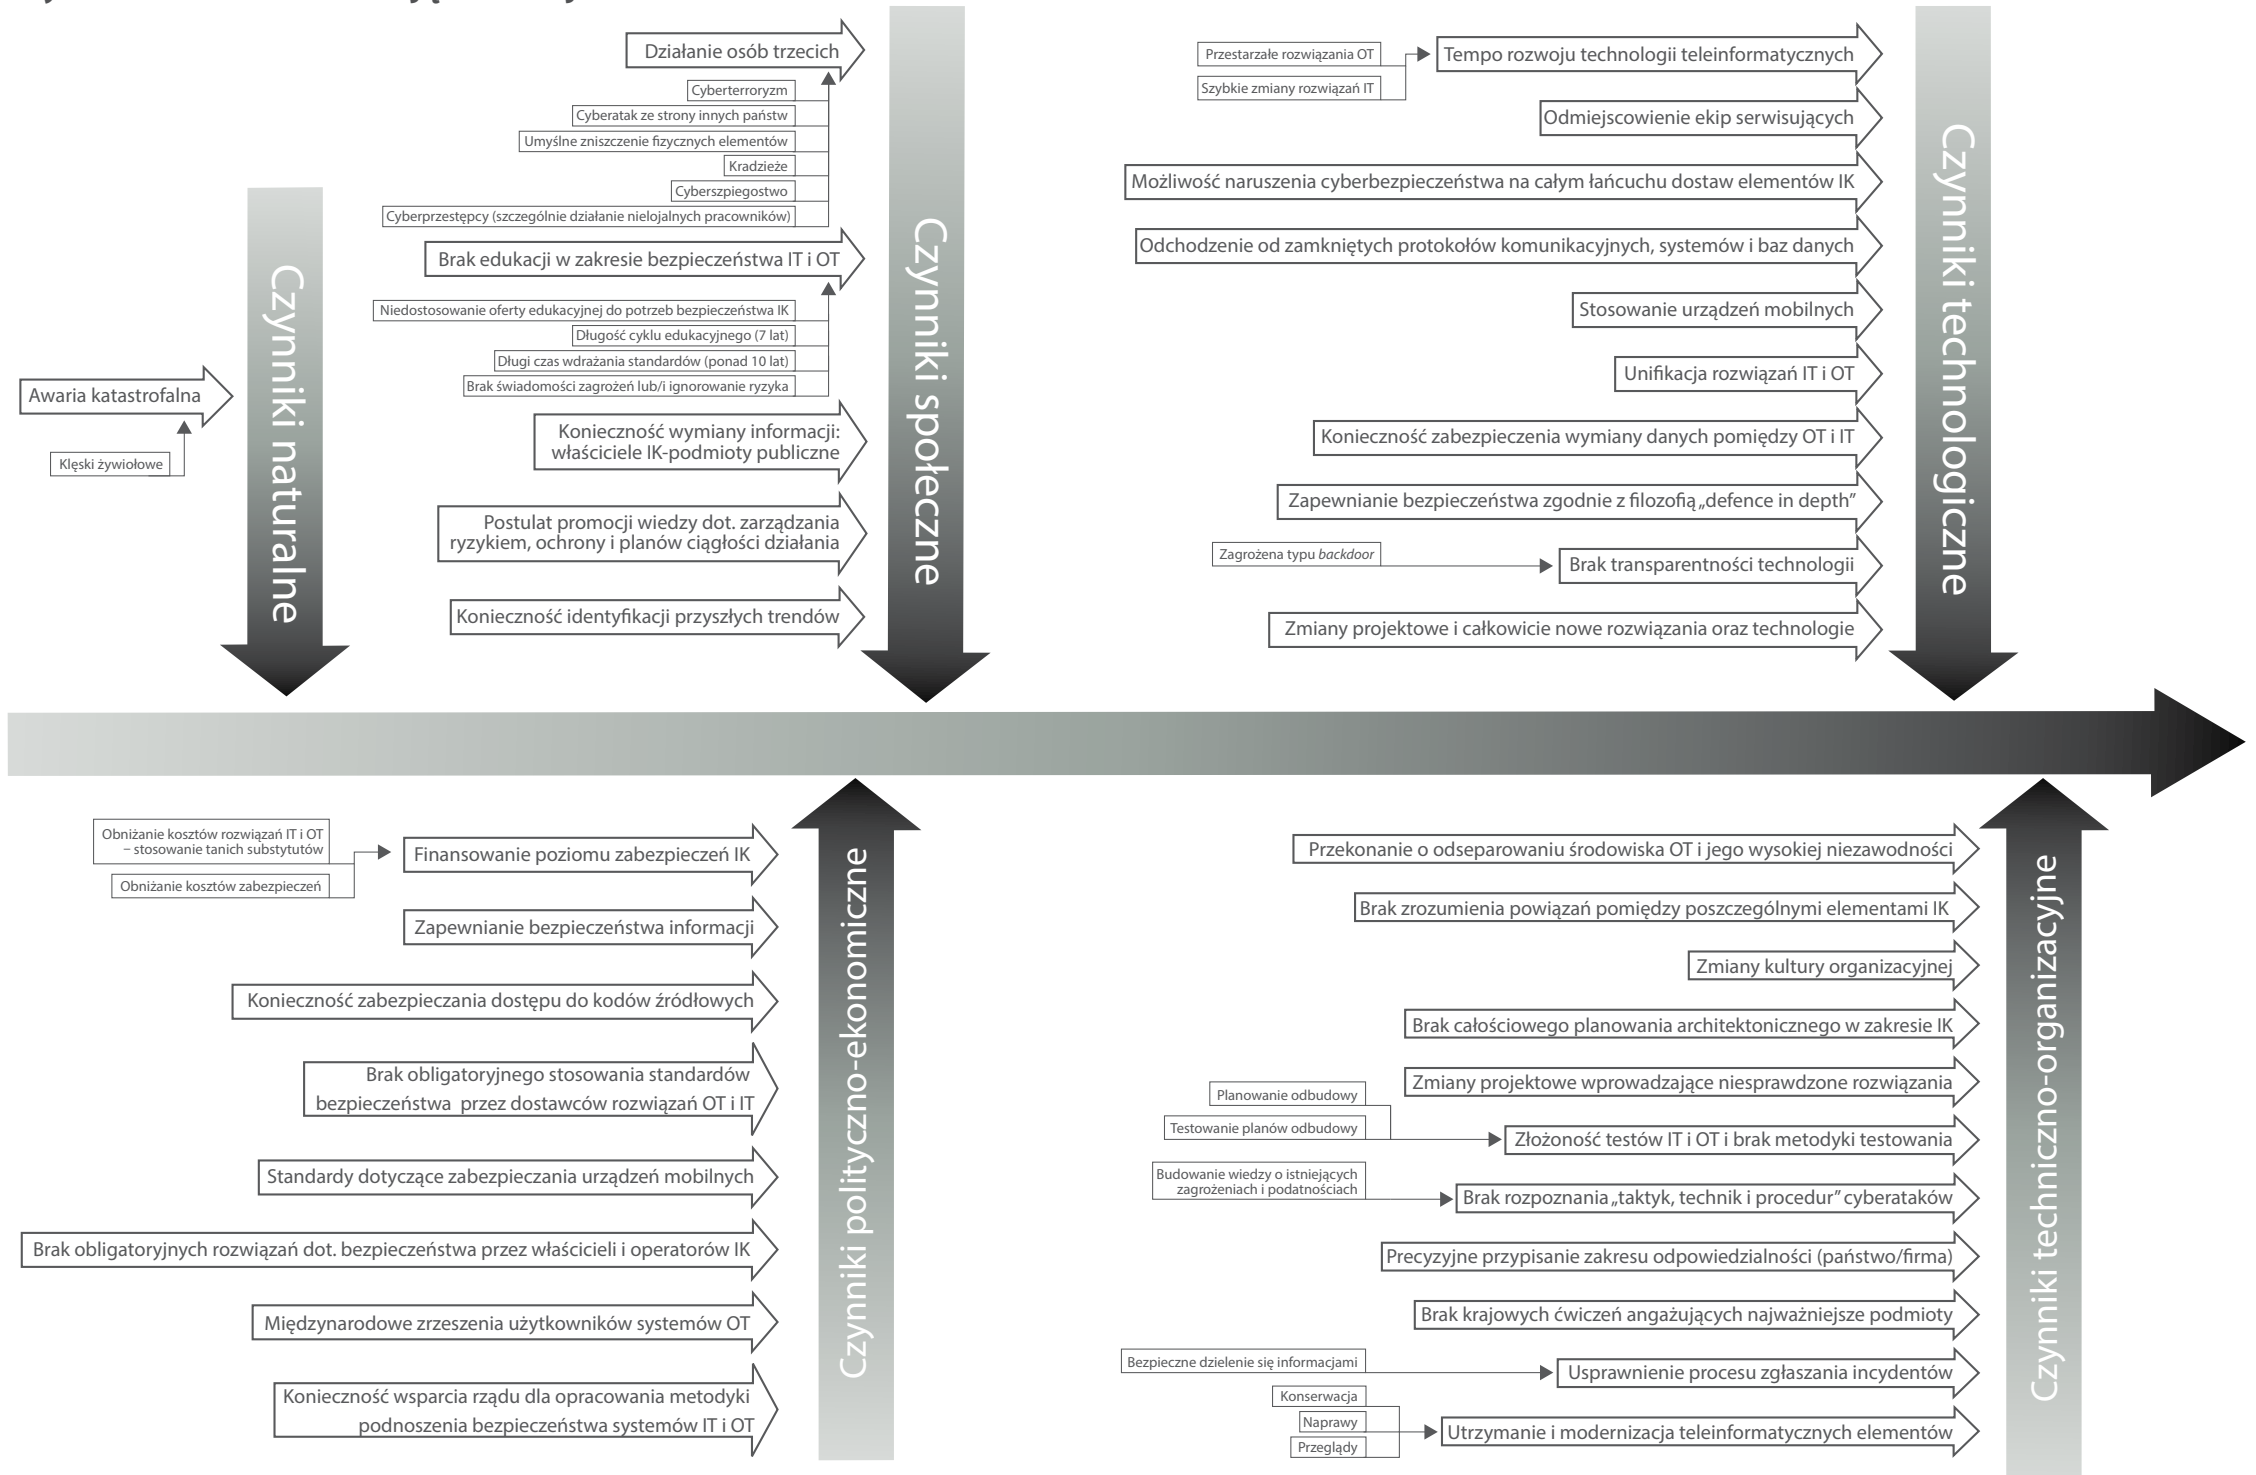 Czynniki naturalne
Awaria katastrofalna
Klęski żywiołowe
Czynniki społeczne
Działanie osób trzecich
Cyberterroryzm
Cyberatak ze strony innych państw
Umyślne zniszczenie fizycznych elementów
Kradzieże
Cyberszpiegostwo
Cyberprzestępcy (szczególnie działanie nielojalnych pracowników)
Brak edukacji w zakresie bezpieczeństwa IT i OT
Niedostosowanie oferty edukacyjnej do potrzeb bezpieczeństwa IK
Długość cyklu edukacyjnego (7 lat)
Długi czas wdrażania standardów (ponad 10 lat)
Brak świadomości zagrożeń lub/i ignorowanie ryzyka
Konieczność wymiany informacji:
właściciele IK-podmioty publiczne
Postulat promocji wiedzy dot. zarządzania
ryzykiem, ochrony i planów ciągłości działania
Konieczność identyfikacji przyszłych trendów
Czynniki technologiczne
Przestarzałe rozwiązania OT
Szybkie zmiany rozwiązań IT
Tempo rozwoju technologii teleinformatycznych
Odmiejscowienie ekip serwisujących
Możliwość naruszenia cyberbezpieczeństwa na całym łańcuchu dostaw elementów IK
Odchodzenie od zamkniętych protokołów komunikacyjnych, systemów i baz danych
Stosowanie urządzeń mobilnych
Unifikacja rozwiązań IT i OT
Konieczność zabezpieczenia wymiany danych pomiędzy OT i IT
Zapewnianie bezpieczeństwa zgodnie z filozofią „defence in depth”
Zagrożena typu backdoor
Brak transparentności technologii
Zmiany projektowe i całkowicie nowe rozwiązania oraz technologie
Czynniki polityczno-ekonomiczne
Obniżanie kosztów rozwiązań IT i OT
– stosowanie tanich substytutów
Obniżanie kosztów zabezpieczeń
Finansowanie poziomu zabezpieczeń IK
Zapewnianie bezpieczeństwa informacji
Konieczność zabezpieczania dostępu do kodów źródłowych
Brak obligatoryjnego stosowania standardów
bezpieczeństwa przez dostawców rozwiązań OT i IT
Standardy dotyczące zabezpieczania urządzeń mobilnych
Brak obligatoryjnych rozwiązań dot. bezpieczeństwa przez właścicieli i operatorów IK
Międzynarodowe zrzeszenia użytkowników systemów OT
Konieczność wsparcia rządu dla opracowania metodyki
podnoszenia bezpieczeństwa systemów IT i OT
Czynniki techniczno-organizacyjne
Przekonanie o odseparowaniu środowiska OT i jego wysokiej niezawodności
Brak zrozumienia powiązań pomiędzy poszczególnymi elementami IK
Zmiany kultury organizacyjnej
Brak całościowego planowania architektonicznego w zakresie IK
Zmiany projektowe wprowadzające niesprawdzone rozwiązania
Planowanie odbudowy
Testowanie planów odbudowy
Złożoność testów IT i OT i brak metodyki testowania
Budowanie wiedzy o istniejących
zagrożeniach i podatnościach
Brak rozpoznania „taktyk, technik i procedur” cyberataków
Precyzyjne przypisanie zakresu odpowiedzialności (państwo/firma)
Brak krajowych ćwiczeń angażujących najważniejsze podmioty
Bezpieczne dzielenie się informacjami
Usprawnienie procesu zgłaszania incydentów
Konserwacja
Naprawy
Przeglądy
Utrzymanie i modernizacja teleinformatycznych elementów